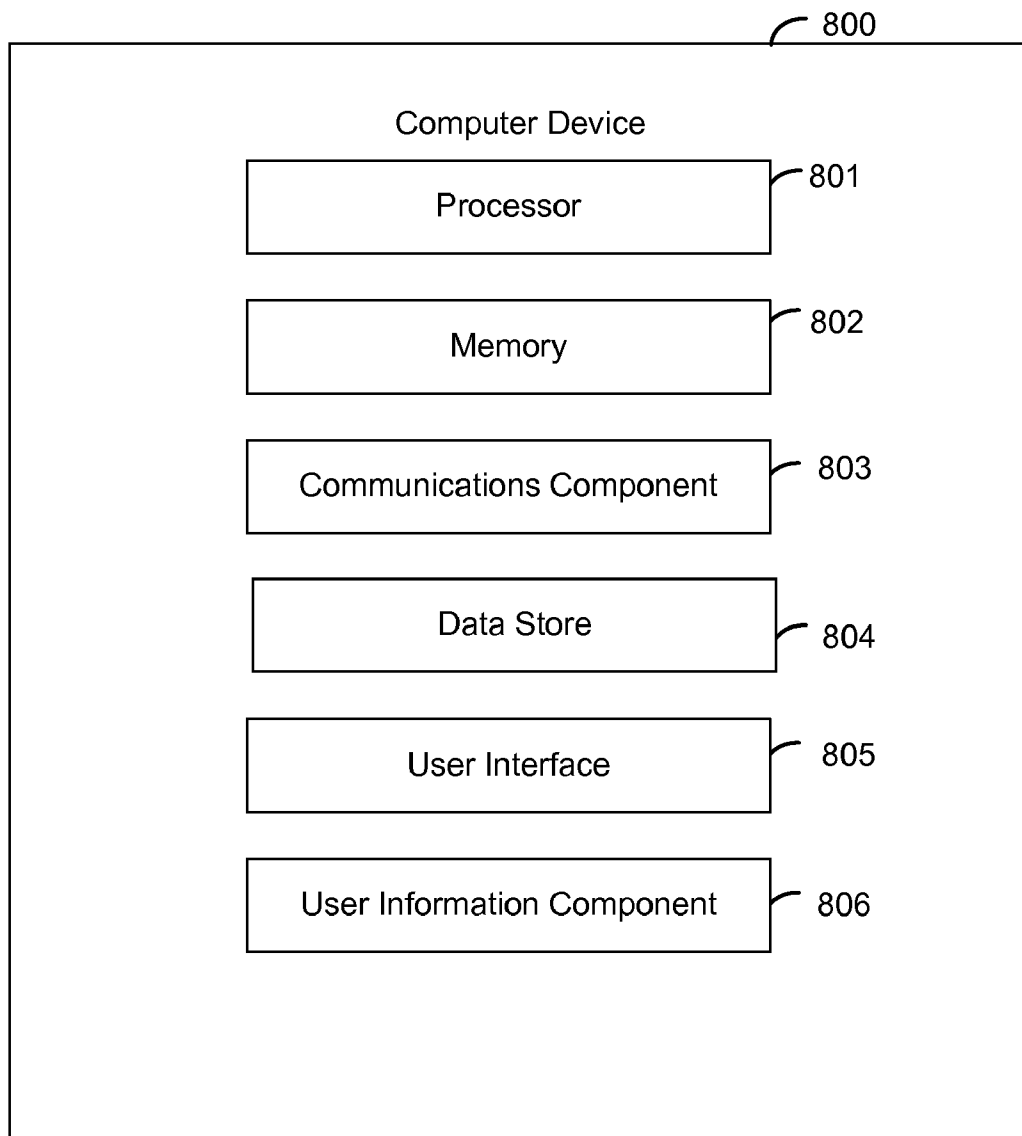 800
Computer Device
Processor
801
Memory
802
Communications Component
803
Data Store
804
User Interface
805
User Information Component
806